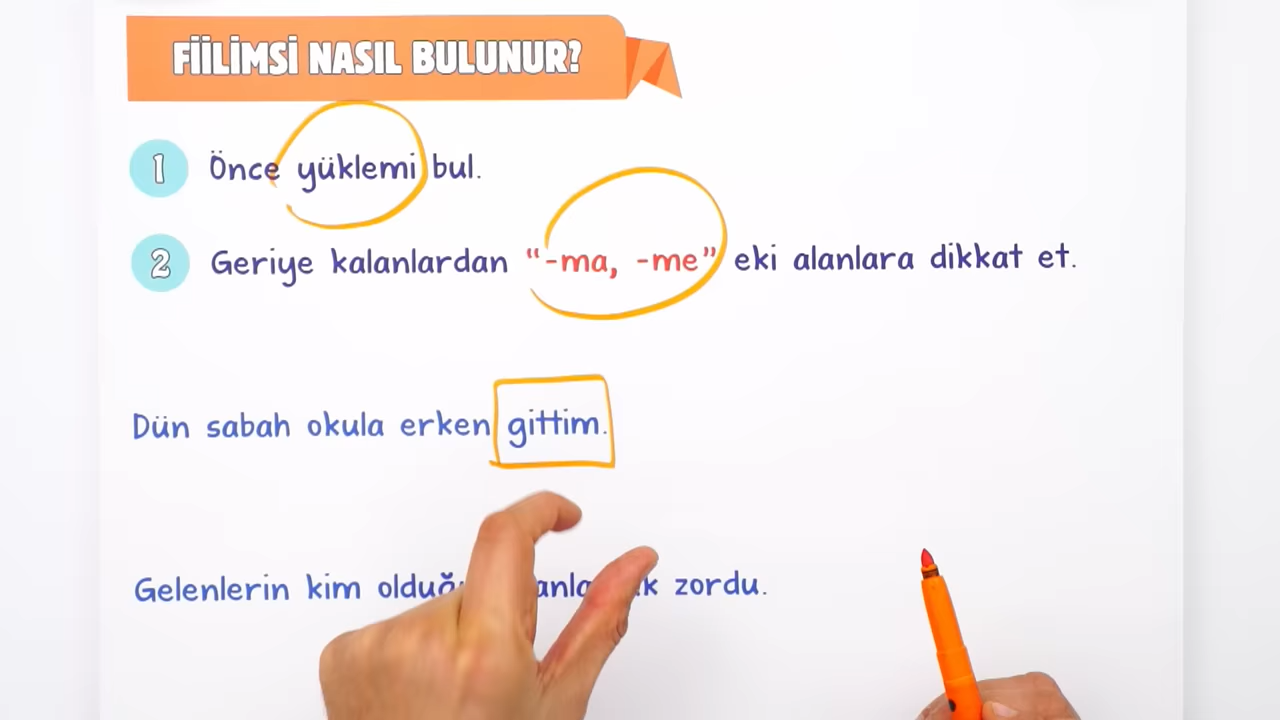 FİİLİMSİ NASIL BULUNUR?
1 Önce yüklemi bul.
2 Geriye kalanlardan “-ma, -me” eki alanlara dikkat et.
Dün sabah okula erken gittim.
Gelenlerin kim zordu.